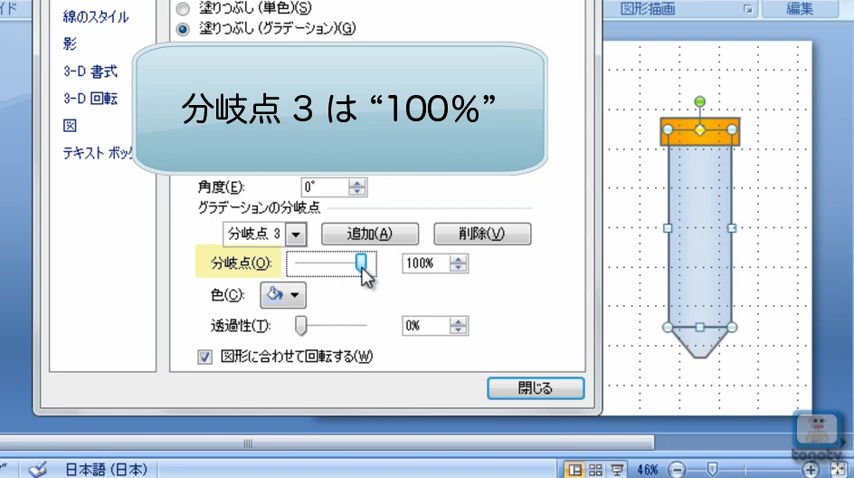 イド
図形描画
編集
線のスタイル
影
3-D 書式
3-D 回転
図
テキスト ボッ
塗りつぶし (単色)(S)
塗りつぶし (グラデーション)(G)
分岐点 3 は “100%”
角度(E):
0°
グラデーションの分岐点
分岐点 3
追加(A)
削除(V)
分岐点(O):
100%
色(C):
透過性(T):
0%
図形に合わせて回転する(W)
閉じる
日本語 (日本)
46%
togotv